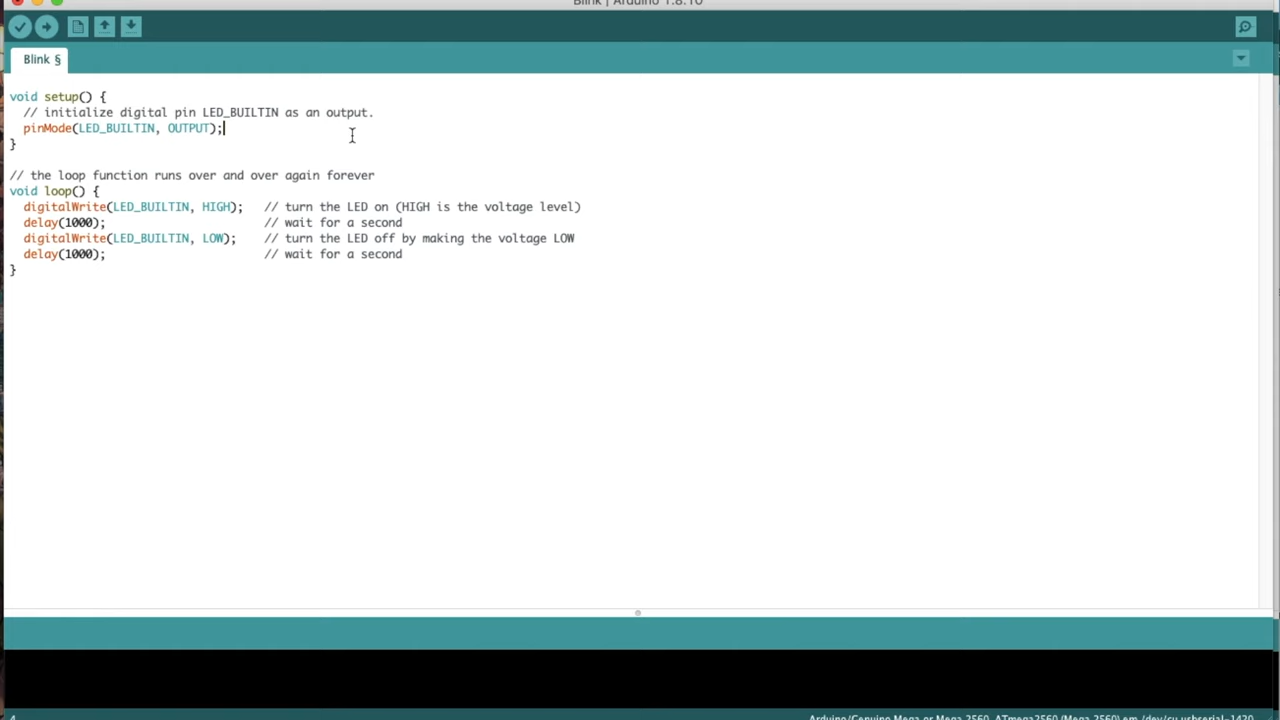 Blink | Arduino 1.8.10
Blink §
void setup() {
// initialize digital pin LED_BUILTIN as an output.
pinMode(LED_BUILTIN, OUTPUT);
}
// the loop function runs over and over again forever
void loop() {
digitalWrite(LED_BUILTIN, HIGH); // turn the LED on (HIGH is the voltage level)
delay(1000); // wait for a second
digitalWrite(LED_BUILTIN, LOW); // turn the LED off by making the voltage LOW
delay(1000); // wait for a second
}
4 Arduino/Genuino Mega or Mega 2560, ATmega2560 (Mega 2560) em /dev/cu.usbserial-1420